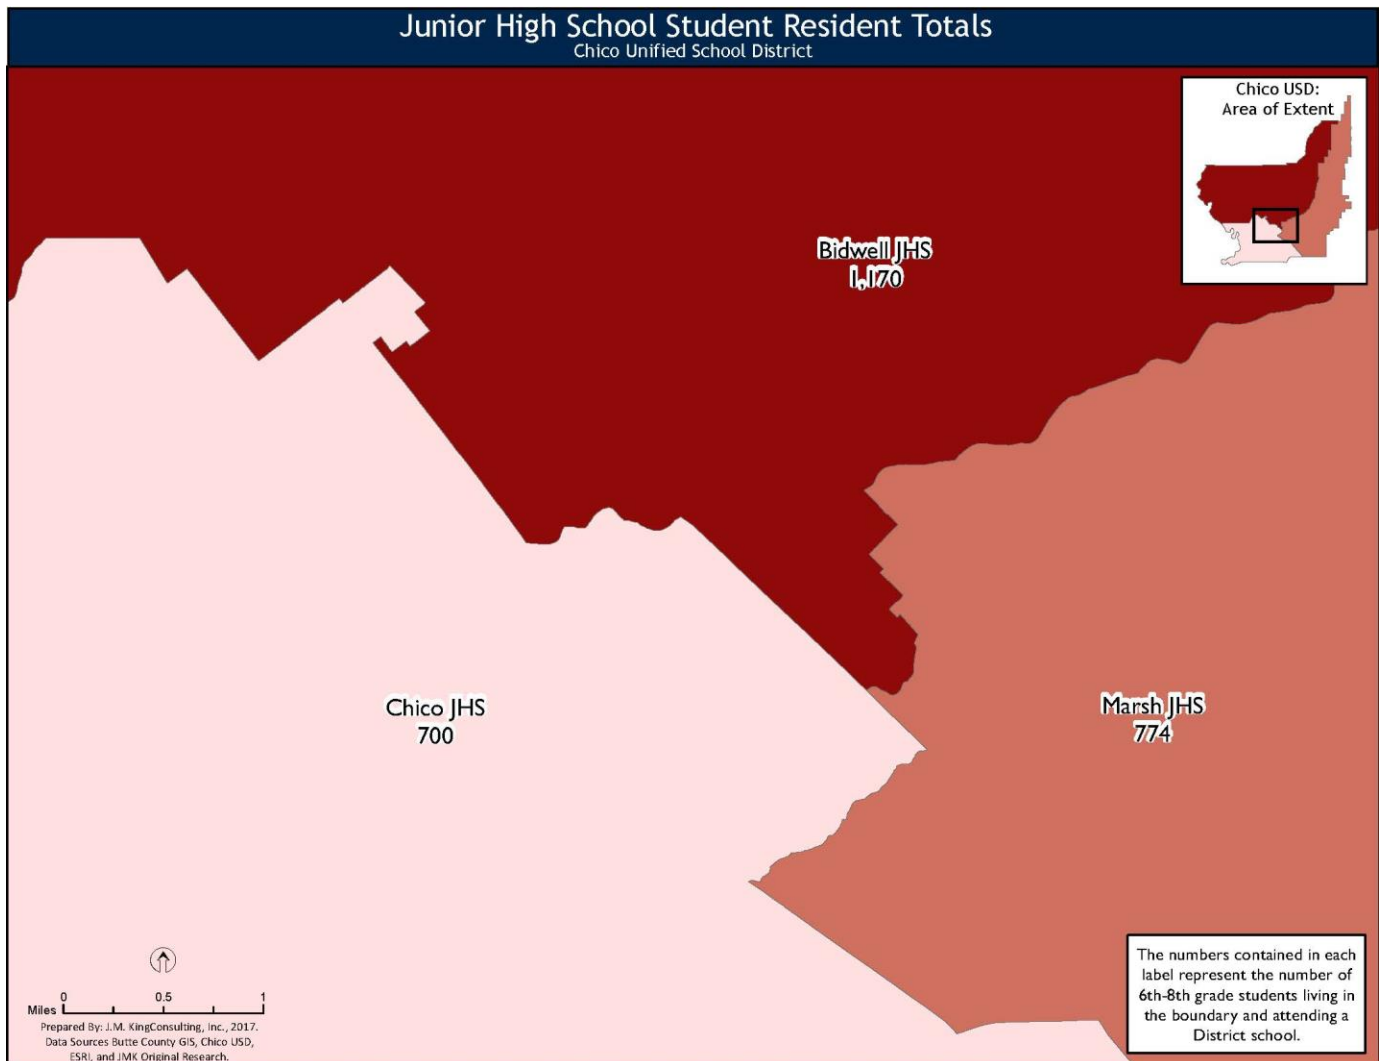 Junior High School Student Resident Totals
Chico Unified School District
Chico USD:
Area of Extent
Bidwell JHS
1,170
Chico JHS
700
Marsh JHS
774
0 0.5 1
Miles
Prepared By: J.M. KingConsulting, Inc., 2017.
Data Sources Butte County GIS, Chico USD,
ESRI, and JMK Original Research.
The numbers contained in each
label represent the number of
6th-8th grade students living in
the boundary and attending a
District school.